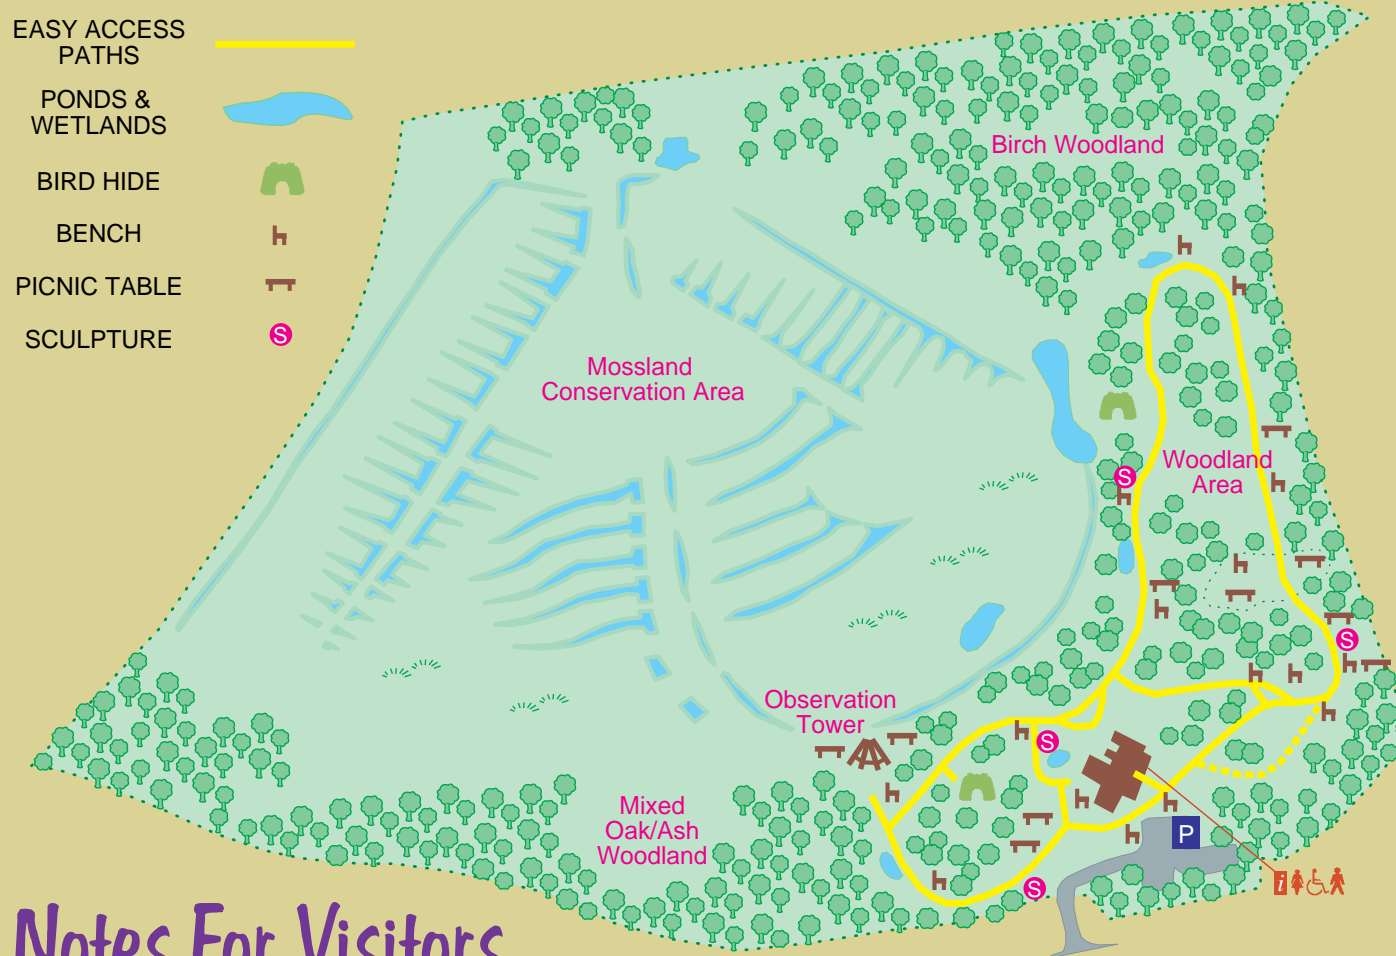 EASY ACCESS
PATHS
PONDS &
WETLANDS
BIRD HIDE
BENCH
PICNIC TABLE
SCULPTURE
S
Birch Woodland
Mossland
Conservation Area
Woodland
Area
S
S
Observation
Tower
S
Mixed
Oak/Ash
Woodland
P
S
i
Notes For Visitors